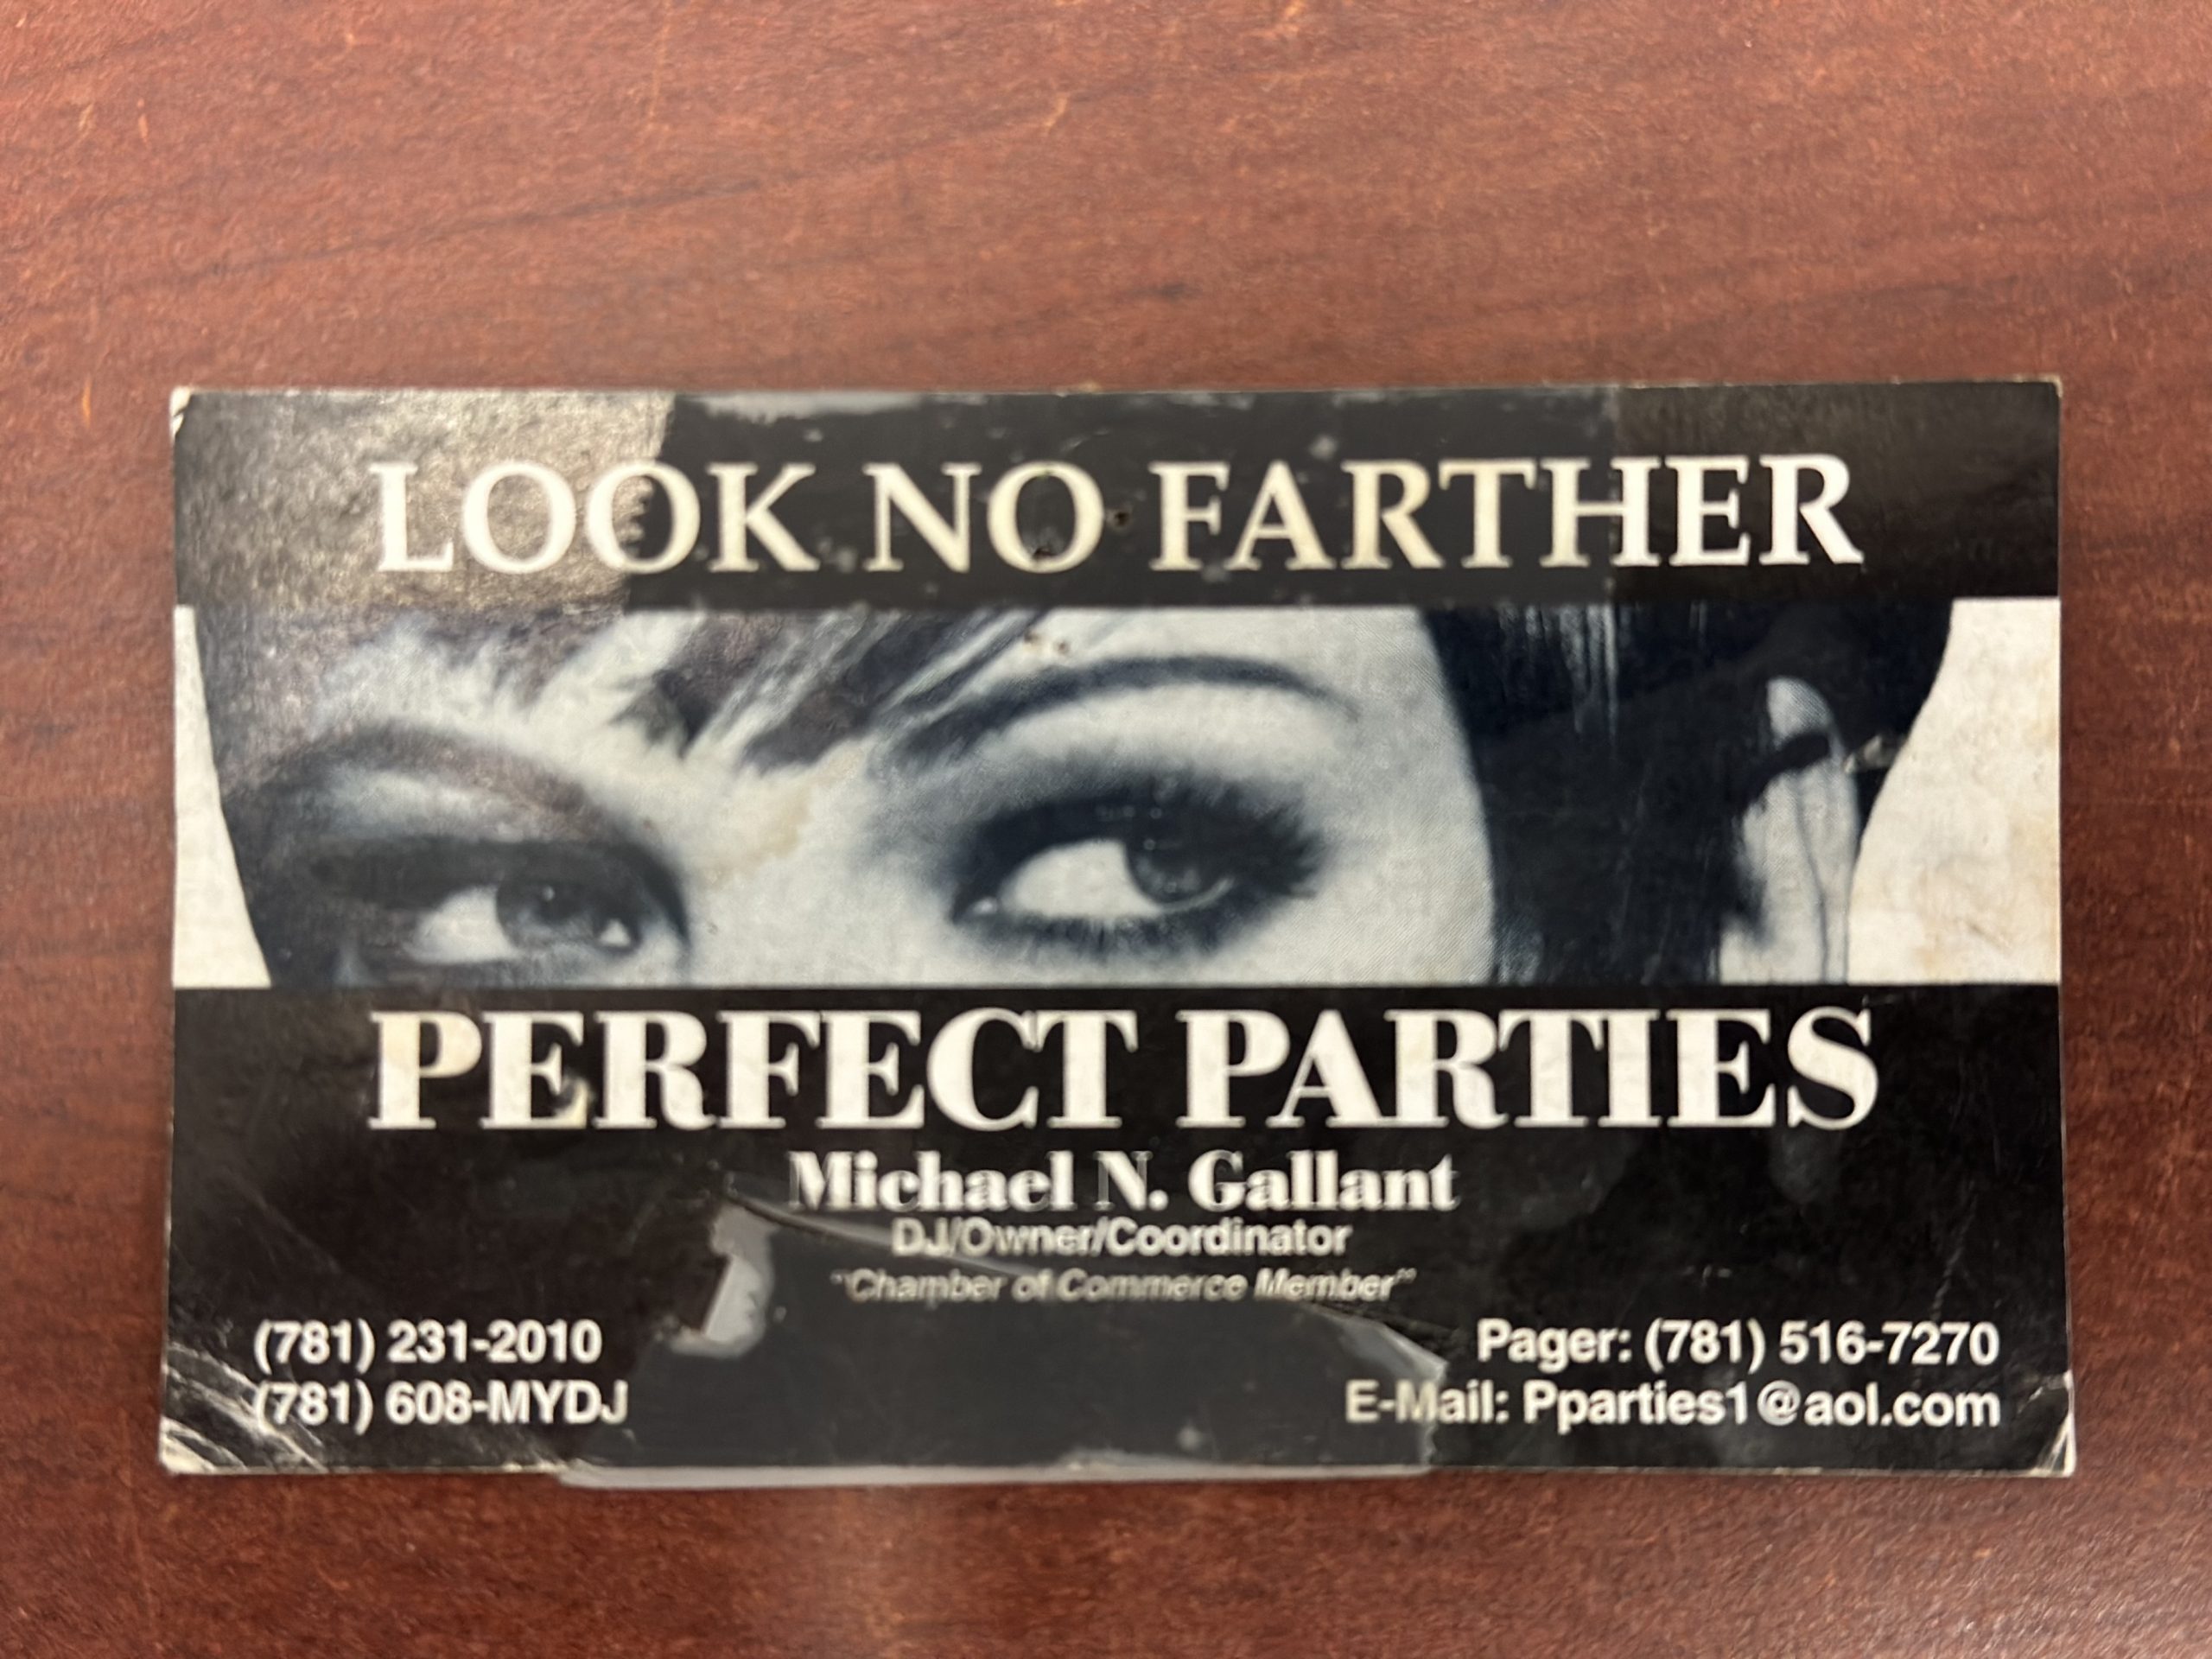 LOOK NO FARTHER
PERFECT PARTIES
Michael N. Gallant
DJ/Owner/Coordinator
"Chamber of Commerce Member"
(781) 231-2010
(781) 608-MYDJ
Pager: (781) 516-7270
E-Mail: Pparties1@aol.com